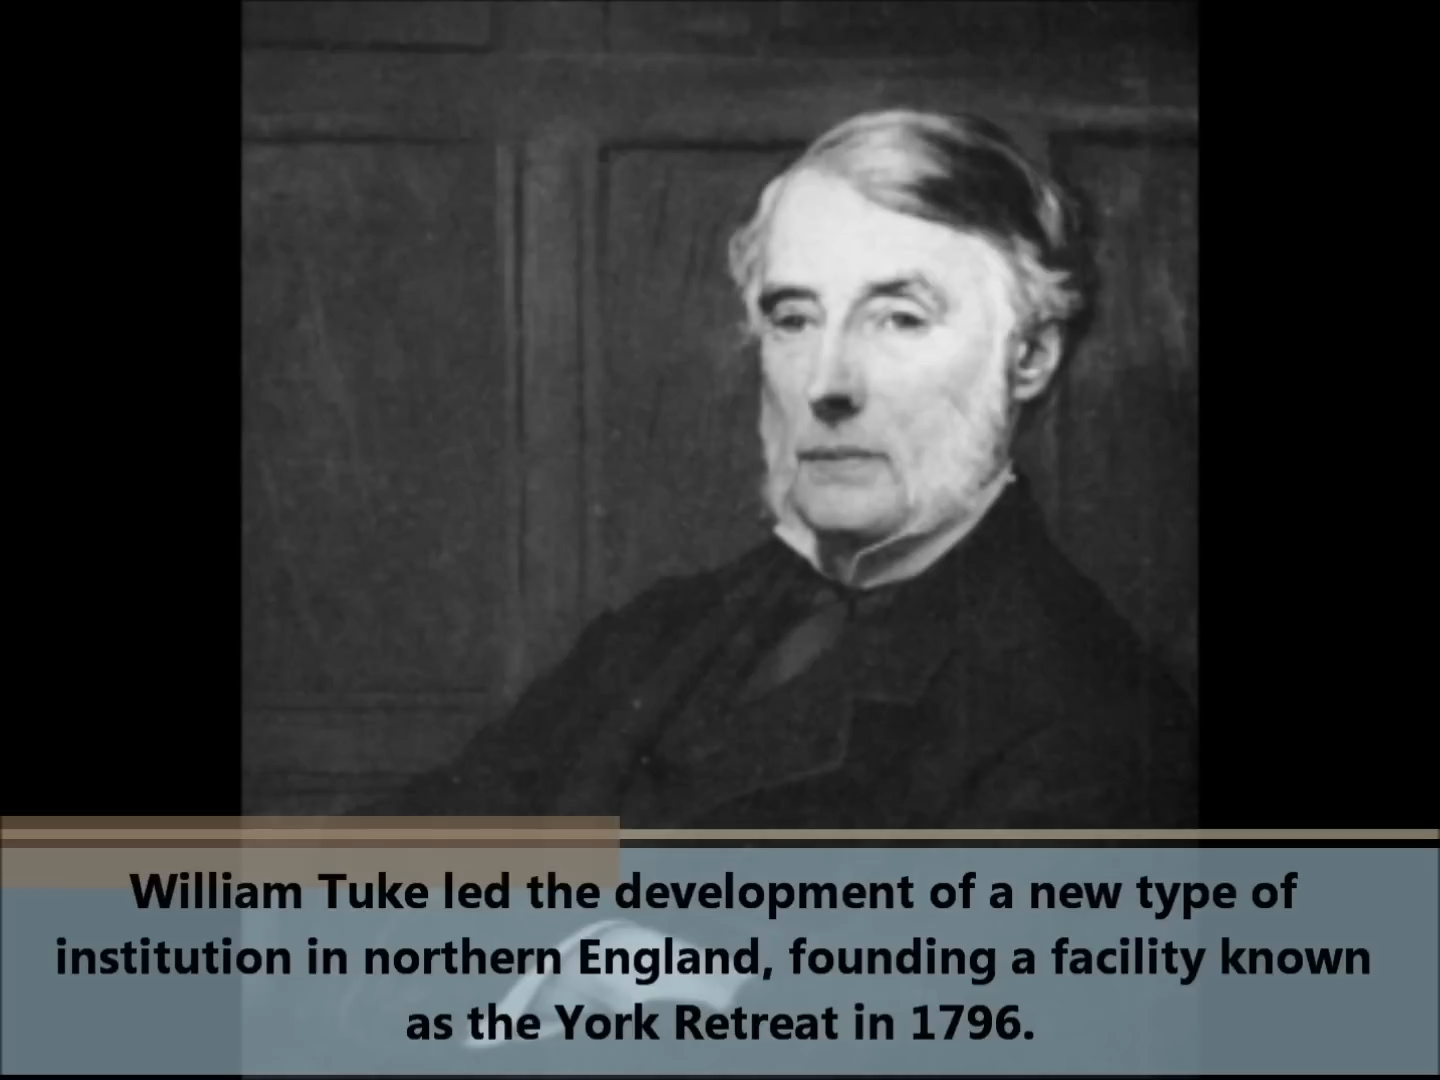 William Tuke led the development of a new type of
institution in northern England, founding a facility known
as the York Retreat in 1796.